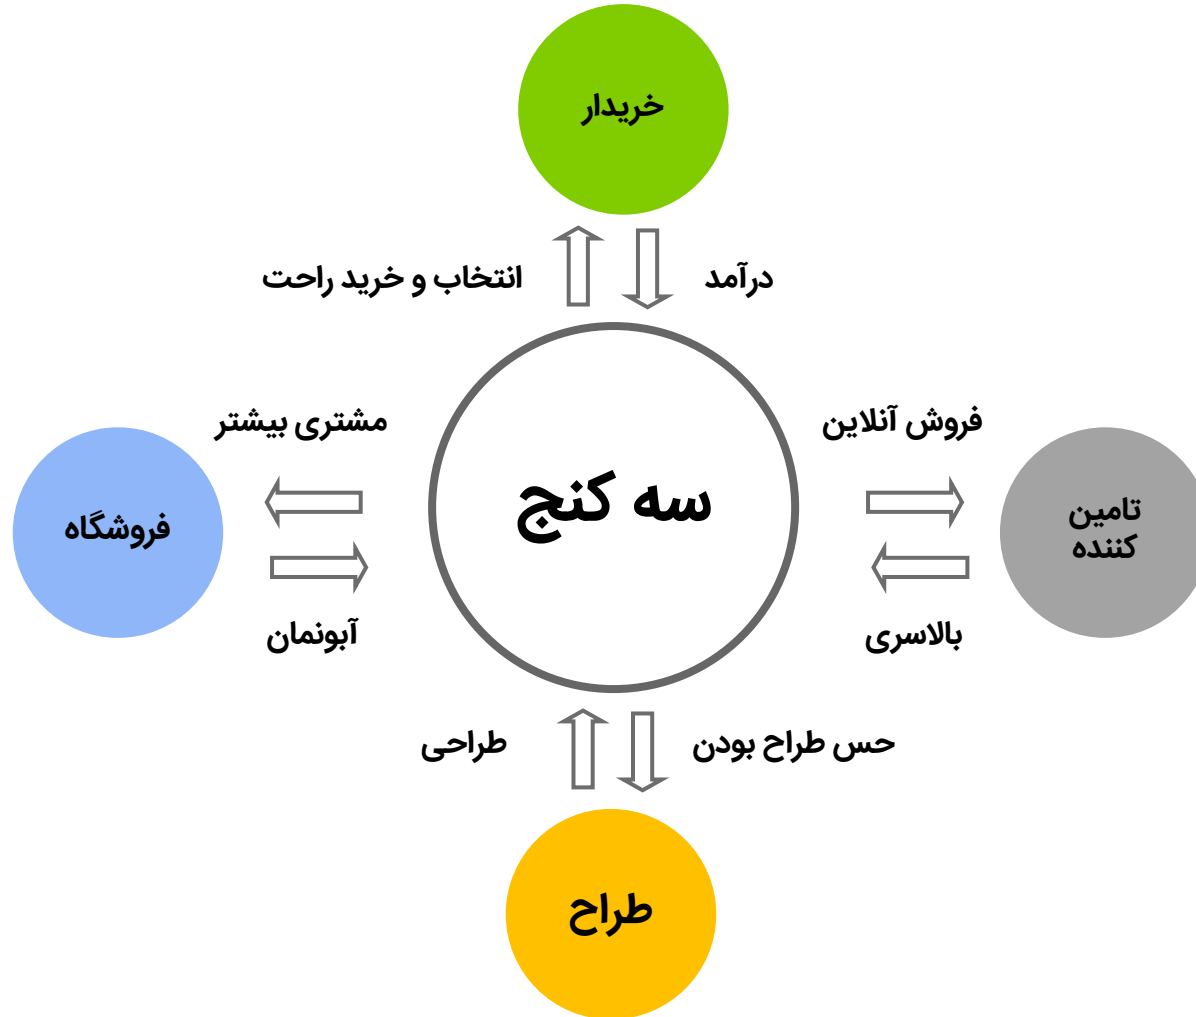 خریدار
درآمد
انتخاب و خرید راحت
فروش آنلاین
مشتری بیشتر
سه کنج
تامین
کننده
فروشگاه
بالاسری
آبونمان
حس طراح بودن
طراحی
طراح